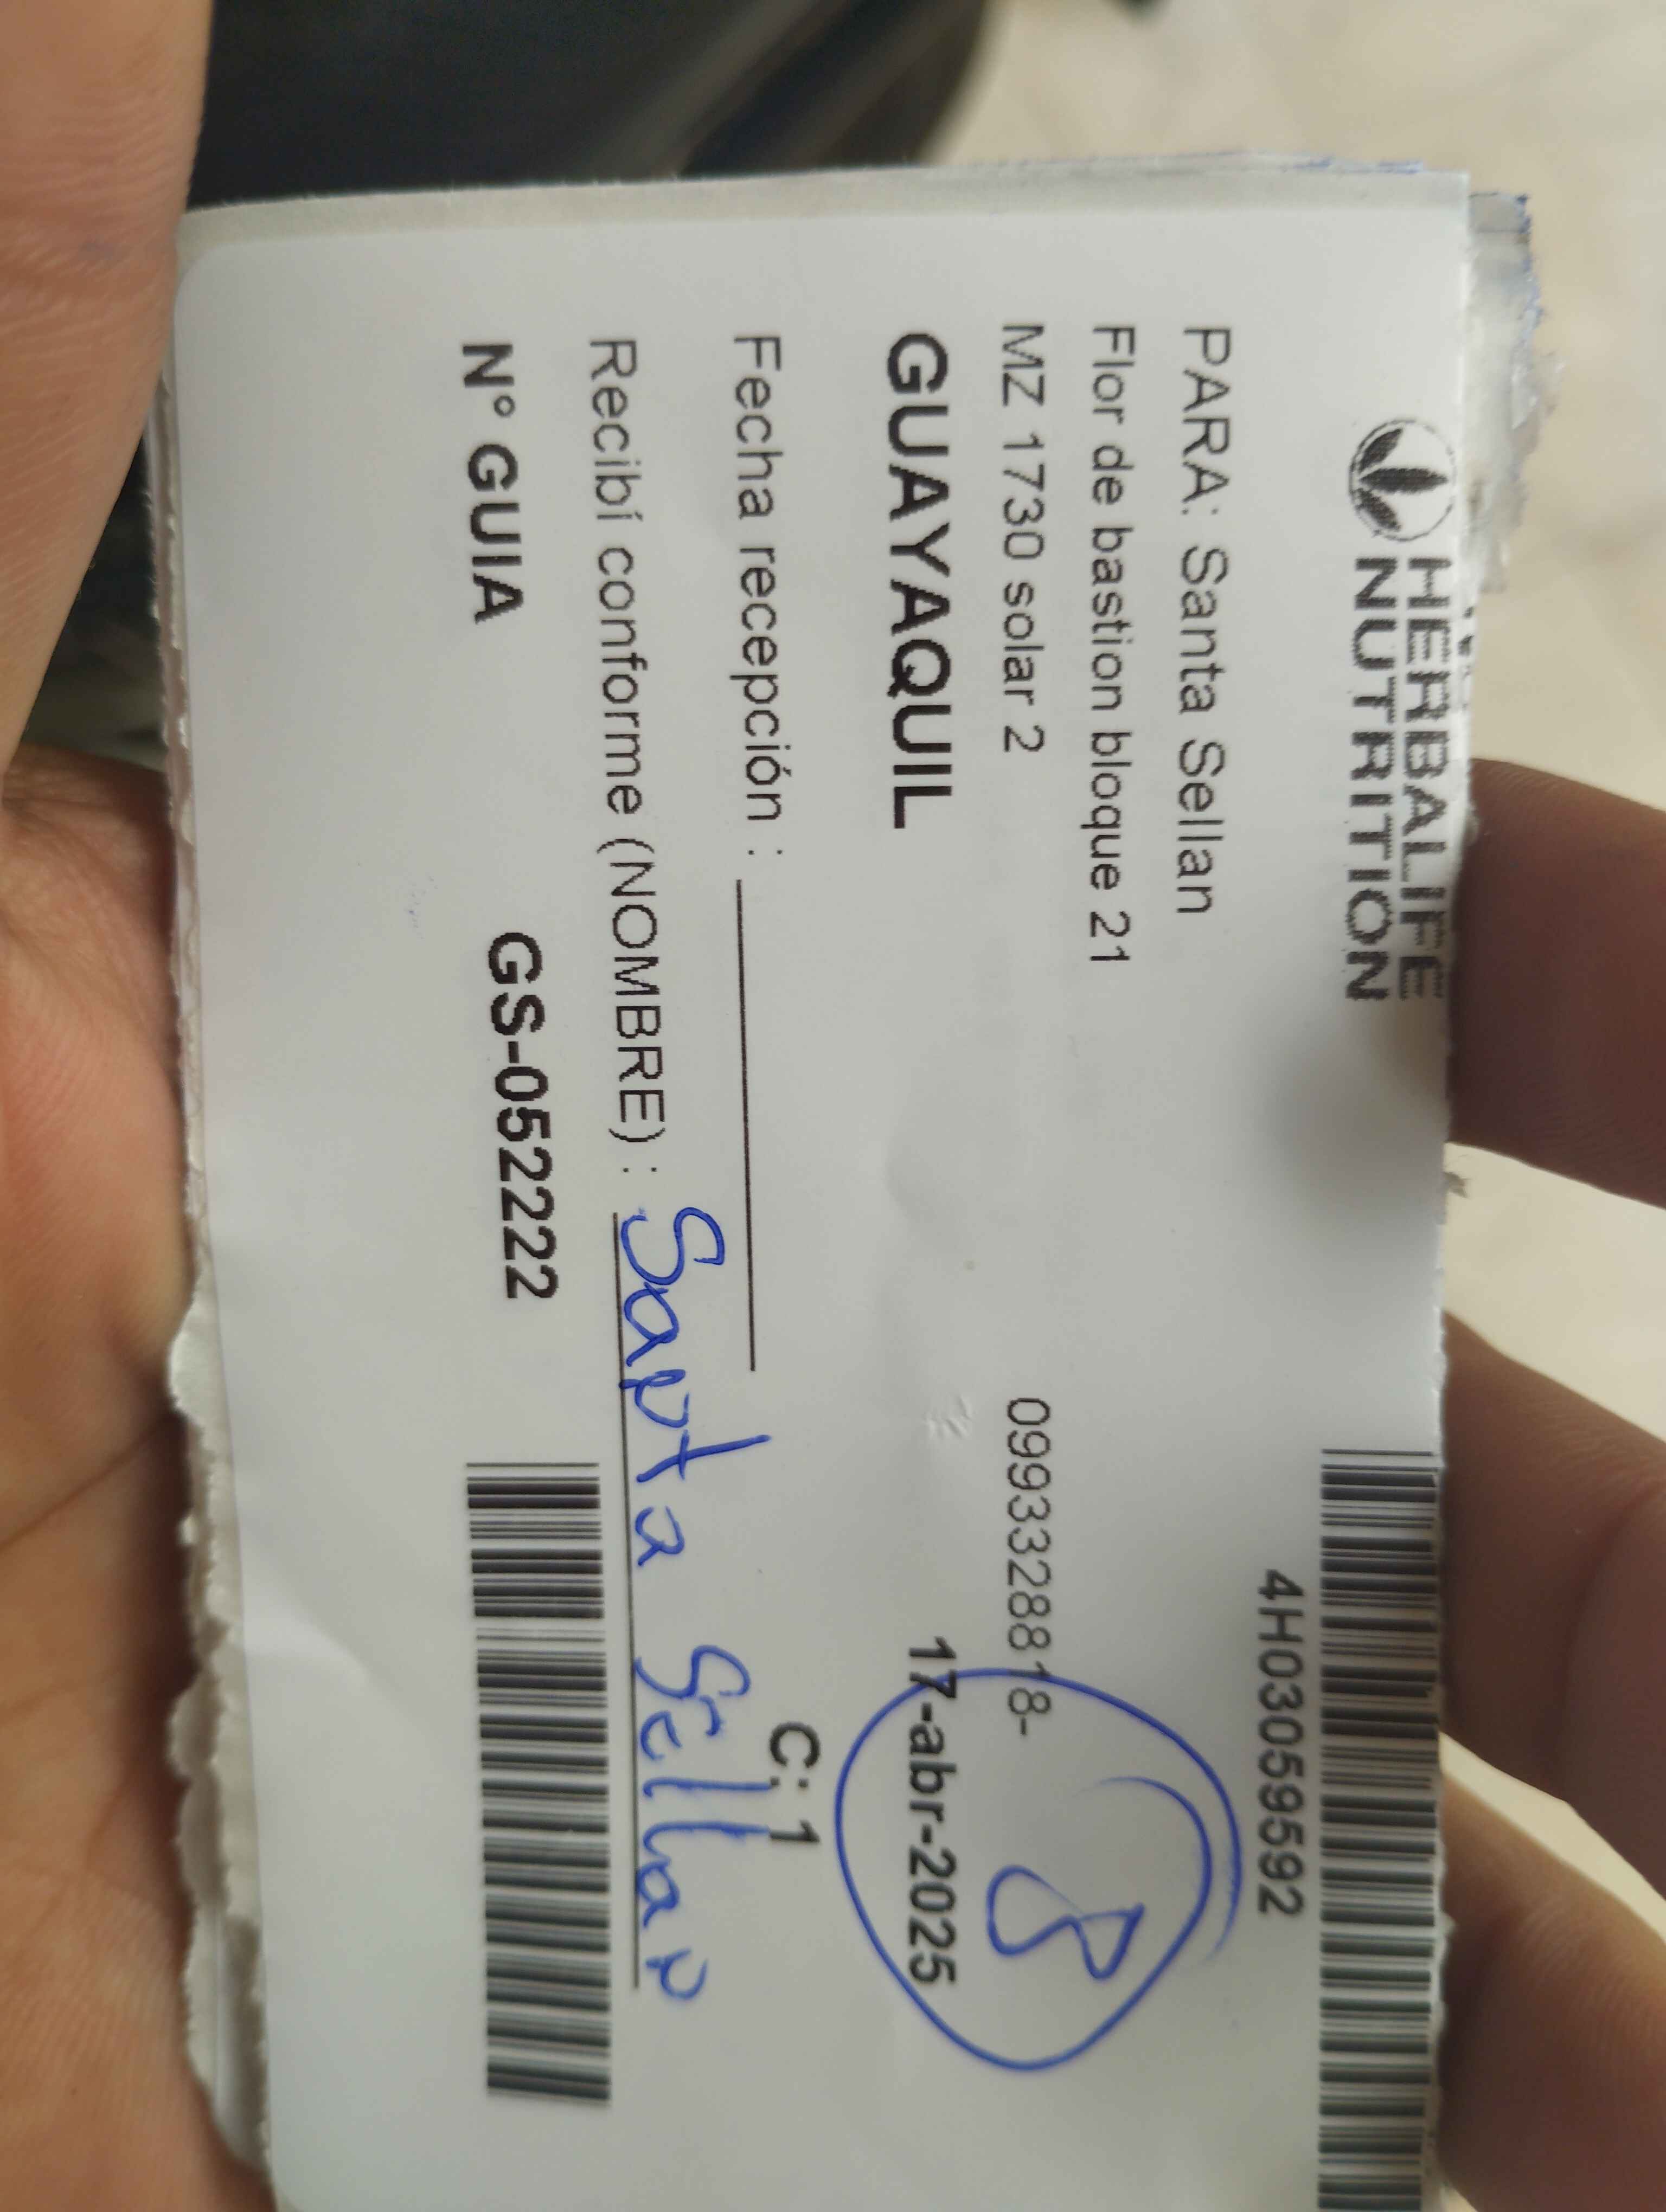 HERBALIFE
NUTRITION
4H03059592
PARA: Santa Sellan
Flor de bastion bloque 21
MZ 1730 solar 2
0993328818-
8
GUAYAQUIL
17-abr-2025
Fecha recepción :
C: 1
Recibí conforme (NOMBRE) : Santa Sellan
N° GUIA
GS-052222